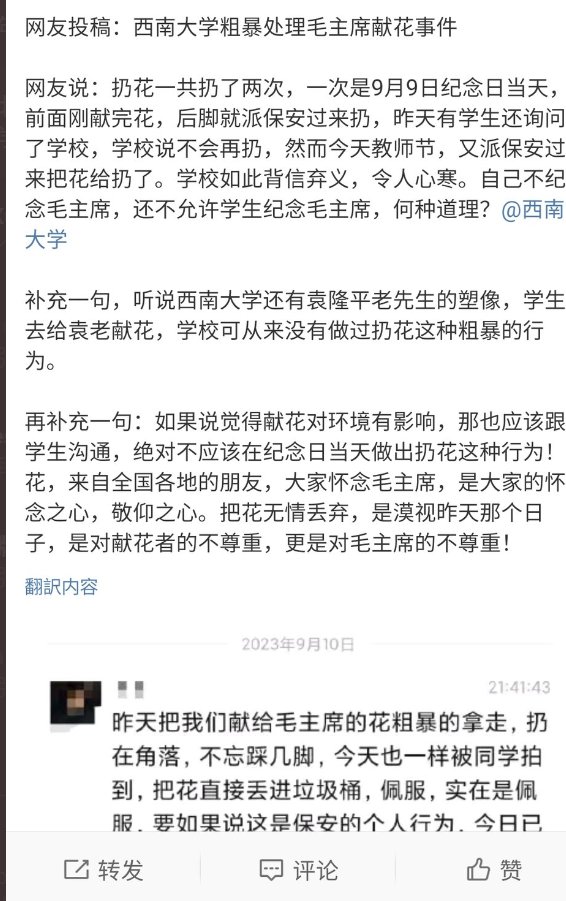 网友投稿：西南大学粗暴处理毛主席献花事件
网友说：扔花一共扔了两次，一次是9月9日纪念日当天，
前面刚献完花，后脚就派保安过来扔，昨天有学生还询问
了学校，学校说不会再扔，然而今天教师节，又派保安过
来把花给扔了。学校如此背信弃义，令人心寒。自己不纪
念毛主席，还不允许学生纪念毛主席，何种道理？@西南
大学
补充一句，听说西南大学还有袁隆平老先生的塑像，学生
去给袁老献花，学校可从来没有做过扔花这种粗暴的行
为。
再补充一句：如果说觉得献花对环境有影响，那也应该跟
学生沟通，绝对不应该在纪念日当天做出扔花这种行为！
花，来自全国各地的朋友，大家怀念毛主席，是大家的怀
念之心，敬仰之心。把花无情丢弃，是漠视昨天那个日
子，是对献花者的不尊重，更是对毛主席的不尊重！
翻訳内容
2023年9月10日
21:41:43
昨天把我们献给毛主席的花粗暴的拿走，扔
在角落，不忘踩几脚，今天也一样被同学拍
到，把花直接丢进垃圾桶，佩服，实在是佩
服，要如果说这是保安的个人行为，今日已
转发
评论
赞